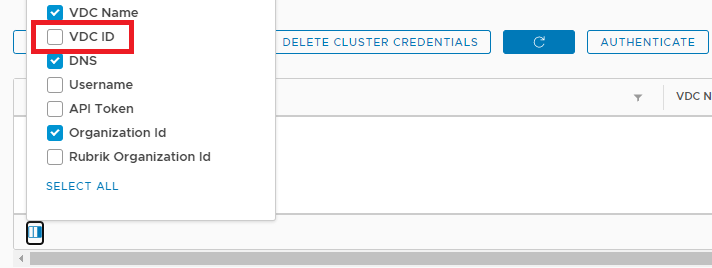 VDC Name
VDC ID
DNS
Username
API Token
Organization Id
Rubrik Organization Id
SELECT ALL
DELETE CLUSTER CREDENTIALS
AUTHENTICATE
VDC N